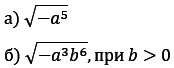 а) √(−a⁵)
б) √(−a³b⁶), при b > 0